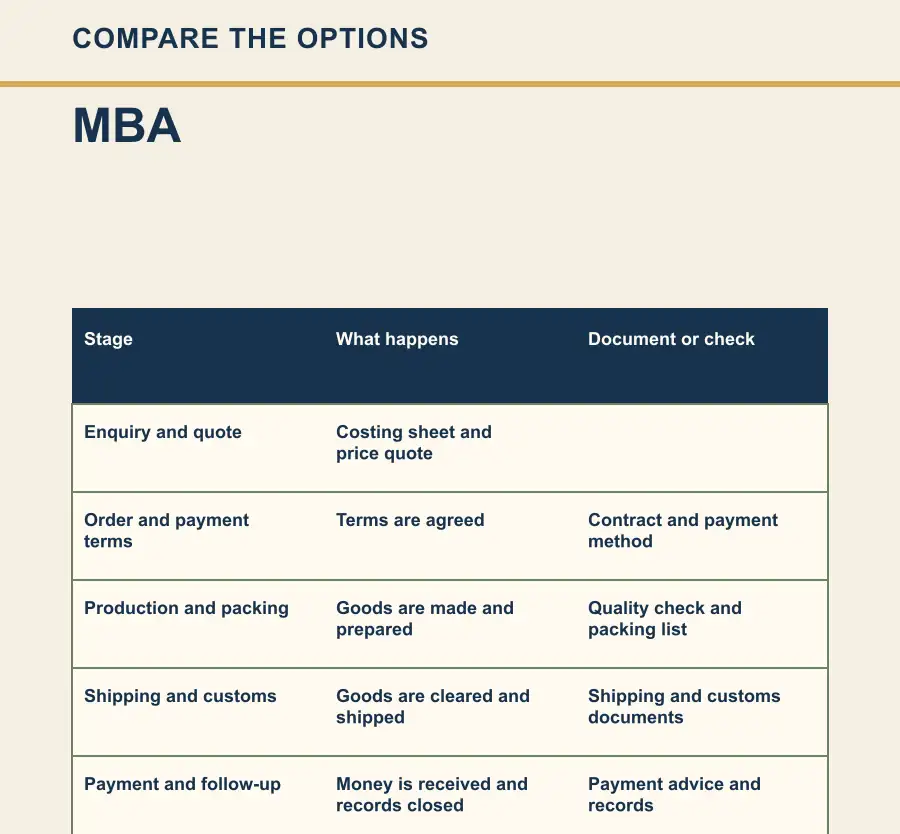 COMPARE THE OPTIONS
MBA
Stage What happens Document or check
Enquiry and quote Costing sheet and
price quote
Order and payment Terms are agreed Contract and payment
terms method
Production and packing Goods are made and Quality check and
prepared packing list
Shipping and customs Goods are cleared and Shipping and customs
shipped documents
Payment and follow-up Money is received and Payment advice and
records closed records